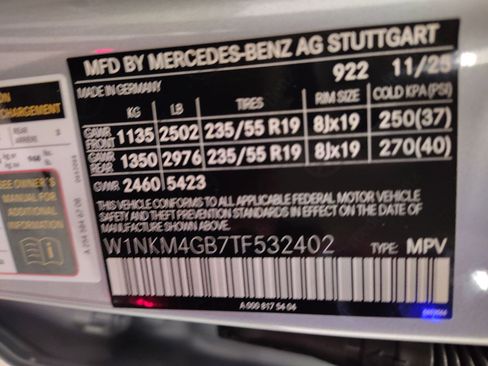 MFD BY MERCEDES-BENZ AG STUTTGART
MADE IN GERMANY 922 11/25
KG LB TIRES RIM SIZE COLD KPA(PSI)
GAWR FRONT 1135 2502 235/55 R19 8Jx19 250(37)
GAWR REAR 1350 2976 235/55 R19 8Jx19 270(40)
GVWR 2460 5423
THIS VEHICLE CONFORMS TO ALL APPLICABLE FEDERAL MOTOR VEHICLE
SAFETY AND THEFT PREVENTION STANDARDS IN EFFECT ON THE DATE OF
MANUFACTURE SHOWN ABOVE.
W1NKM4GB7TF532402 TYPE: MPV
A 000 817 54 04
ON
CHARGEMENT
REAR
SEE OWNER'S
MANUAL FOR
ADDITIONAL
INFORMATION